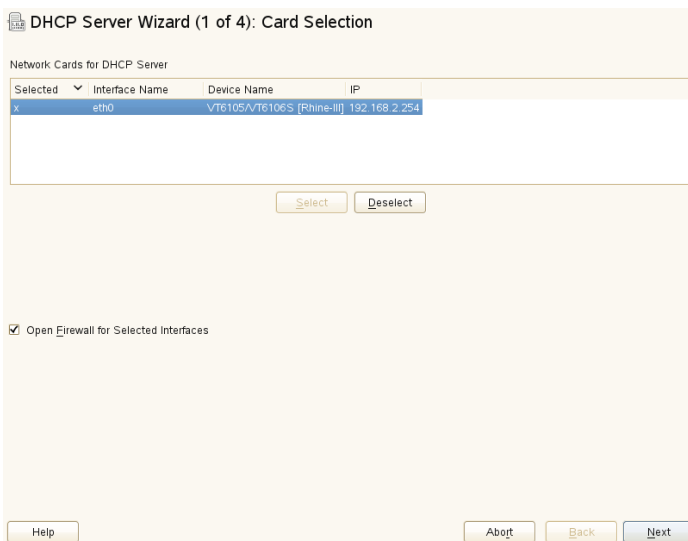 DHCP Server Wizard (1 of 4): Card Selection
Network Cards for DHCP Server
Selected Interface Name Device Name IP
x eth0 VT6105/VT6106S [Rhine-III] 192.168.2.254
Select Deselect
Open Firewall for Selected Interfaces
Help Abort Back Next